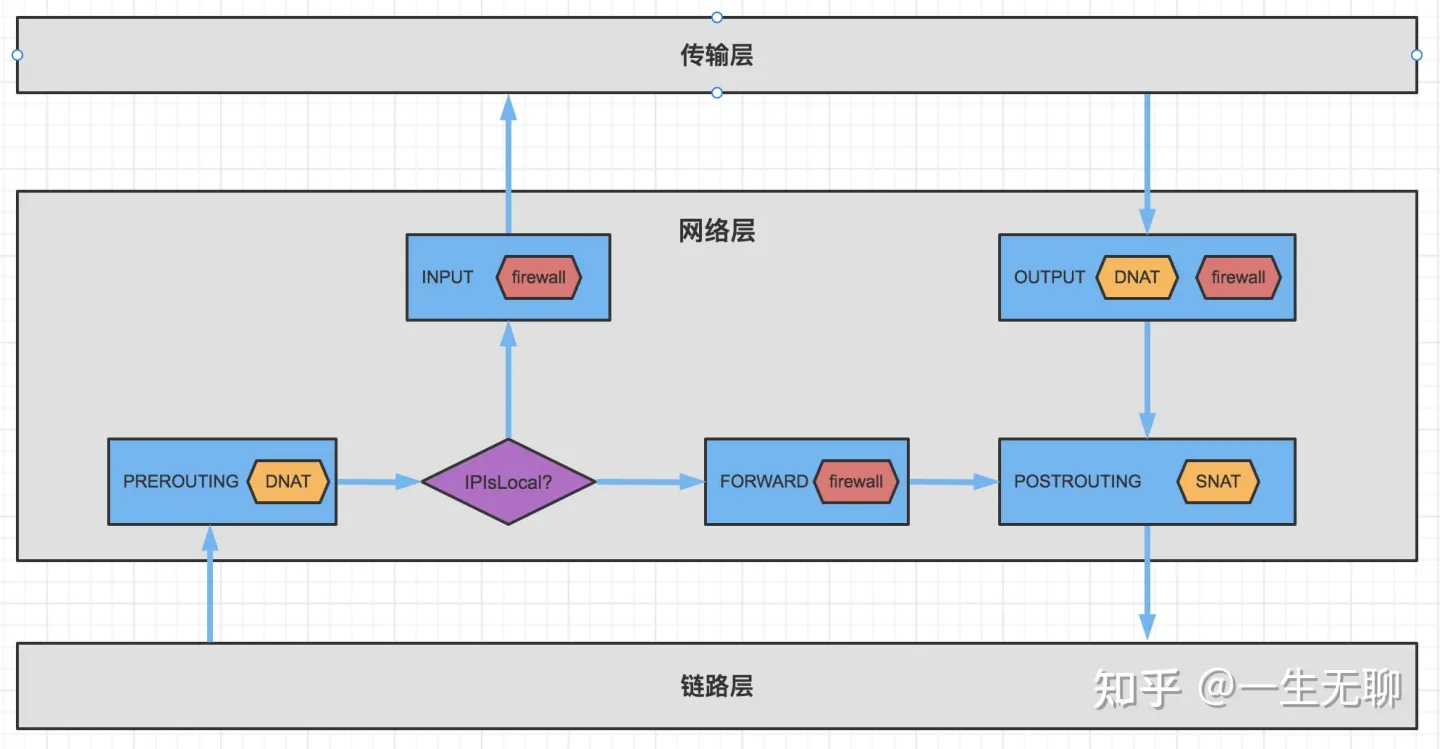 传输层
网络层
INPUT firewall
OUTPUT DNAT firewall
PREROUTING DNAT
IPIsLocal?
FORWARD firewall
POSTROUTING SNAT
链路层
知乎 @一生无聊